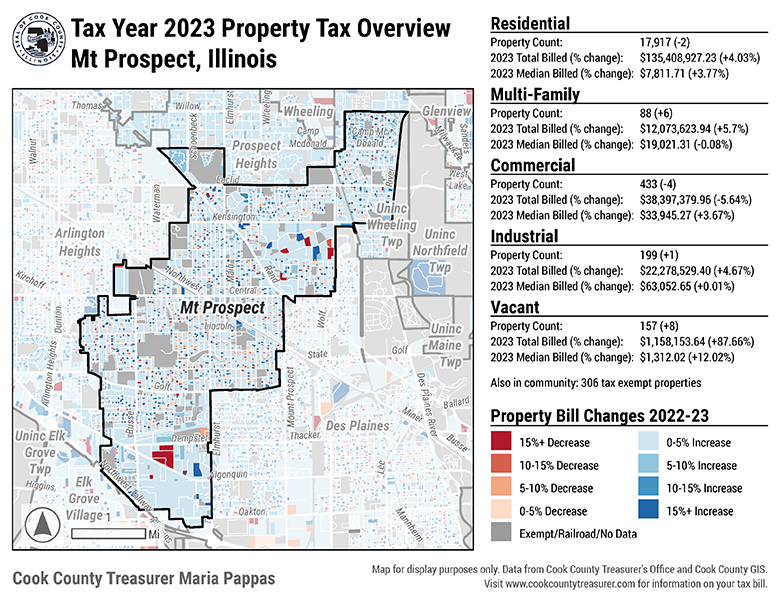 SEAL OF COOK COUNTY
ILLINOIS
Tax Year 2023 Property Tax Overview
Mt Prospect, Illinois
Residential
Property Count: 17,917 (-2)
2023 Total Billed (% change): $135,408,927.23 (+4.03%)
2023 Median Billed (% change): $7,811.71 (+3.77%)
Multi-Family
Property Count: 88 (+6)
2023 Total Billed (% change): $12,073,623.94 (+5.7%)
2023 Median Billed (% change): $19,021.31 (-0.08%)
Commercial
Property Count: 433 (-4)
2023 Total Billed (% change): $38,397,379.96 (-5.64%)
2023 Median Billed (% change): $33,945.27 (+3.67%)
Industrial
Property Count: 199 (+1)
2023 Total Billed (% change): $22,278,529.40 (+4.67%)
2023 Median Billed (% change): $63,052.65 (+0.01%)
Vacant
Property Count: 157 (+8)
2023 Total Billed (% change): $1,158,153.64 (+87.66%)
2023 Median Billed (% change): $1,312.02 (+12.02%)
Also in community: 306 tax exempt properties
Property Bill Changes 2022-23
15%+ Decrease
10-15% Decrease
5-10% Decrease
0-5% Decrease
Exempt/Railroad/No Data
0-5% Increase
5-10% Increase
10-15% Increase
15%+ Increase
Thomas
Willow
Elmhurst
Wheeling
Wheeling
Glenview
Sanders
Milwaukee
Walnut
Schoenbeck
Camp
Mcdonald
Camp Mc
Donald
Prospect
Heights
Euclid
River
West
Lake
Waterman
Kensington
Uninc
Wheeling
Twp
Arlington
Heights
Uninc
Northfield
Twp
Kirchoff
Northwest
Main
Rand
Central
Mt Prospect
Lincoln
Wolf
Dunton
Uninc
Maine
Twp
State
Golf
Arlington Heights
Golf
Mount Prospect
Des Plaines River
Ballard
Busse
Miner
Busse
Uninc Elk
Grove
Twp
Dempster
Elmhurst
Thacker
Des Plaines
Higgins
Elk
Grove
Village
Northwest Tollway
Algonquin
Lee
Oakton
Mannheim
1
Mi
Cook County Treasurer Maria Pappas
Map for display purposes only. Data from Cook County Treasurer's Office and Cook County GIS.
Visit www.cookcountytreasurer.com for information on your tax bill.